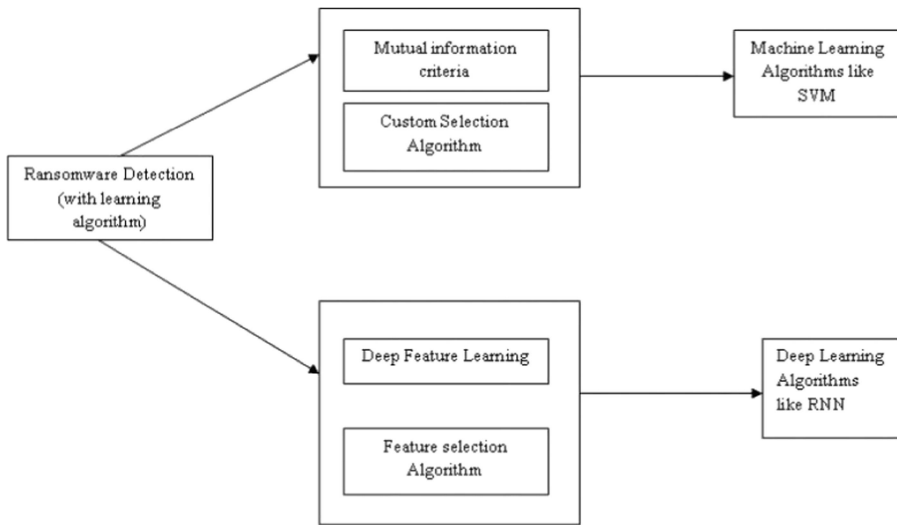 Mutual information
criteria
Custom Selection
Algorithm
Machine Learning
Algorithms like
SVM
Ransomware Detection
(with learning
algorithm)
Deep Feature Learning
Feature selection
Algorithm
Deep Learning
Algorithms
like RNN